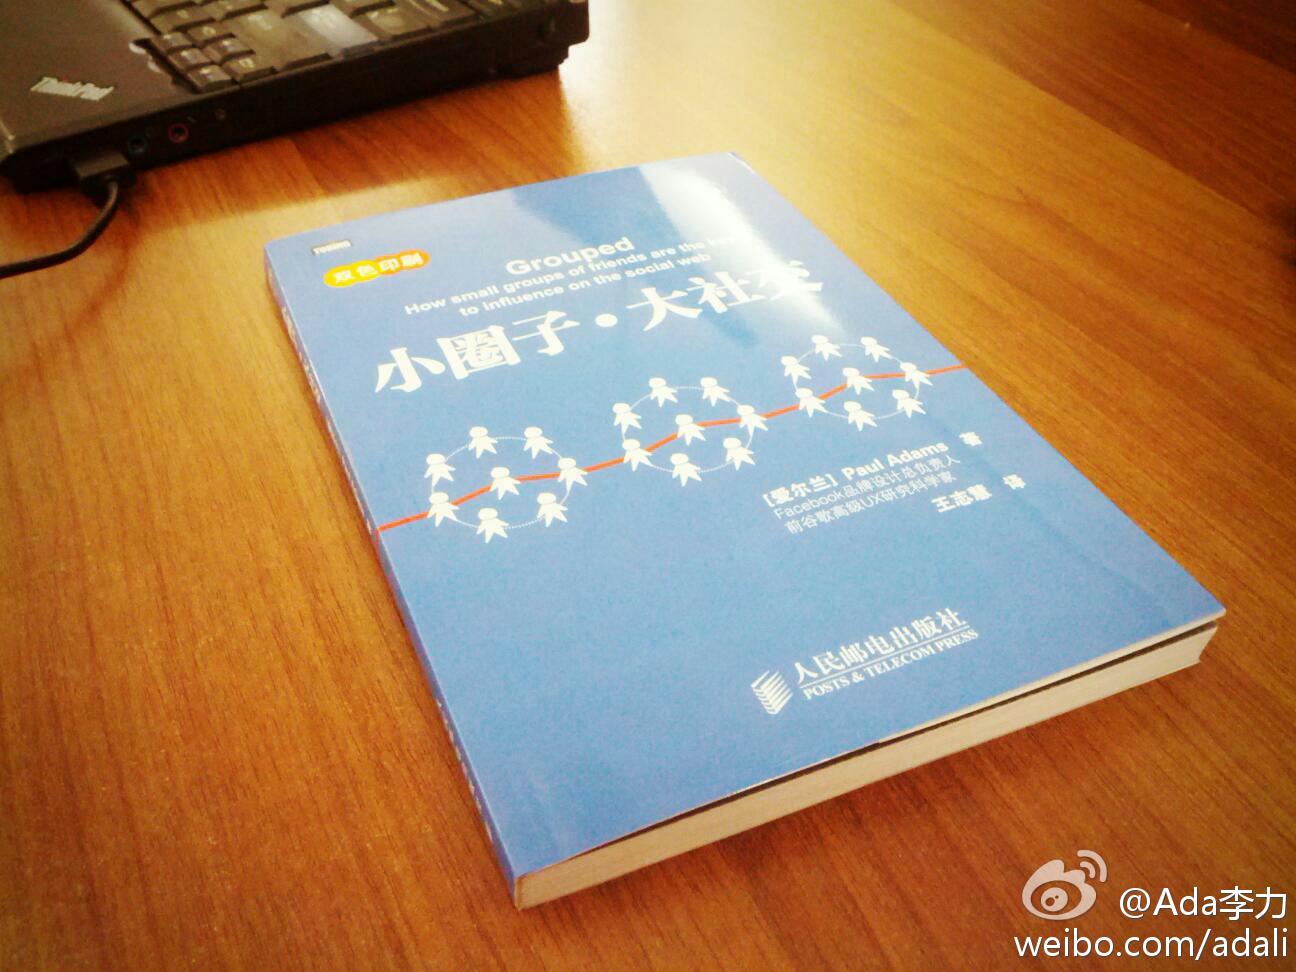 ThinkPad
TURING
双色印刷
Grouped
How small groups of friends are the key
to influence on the social web
小圈子·大社交
[爱尔兰] Paul Adams 著
Facebook品牌设计总负责人
前谷歌高级UX研究科学家
王志慧 译
人民邮电出版社
POSTS & TELECOM PRESS
@Ada李力
weibo.com/adali